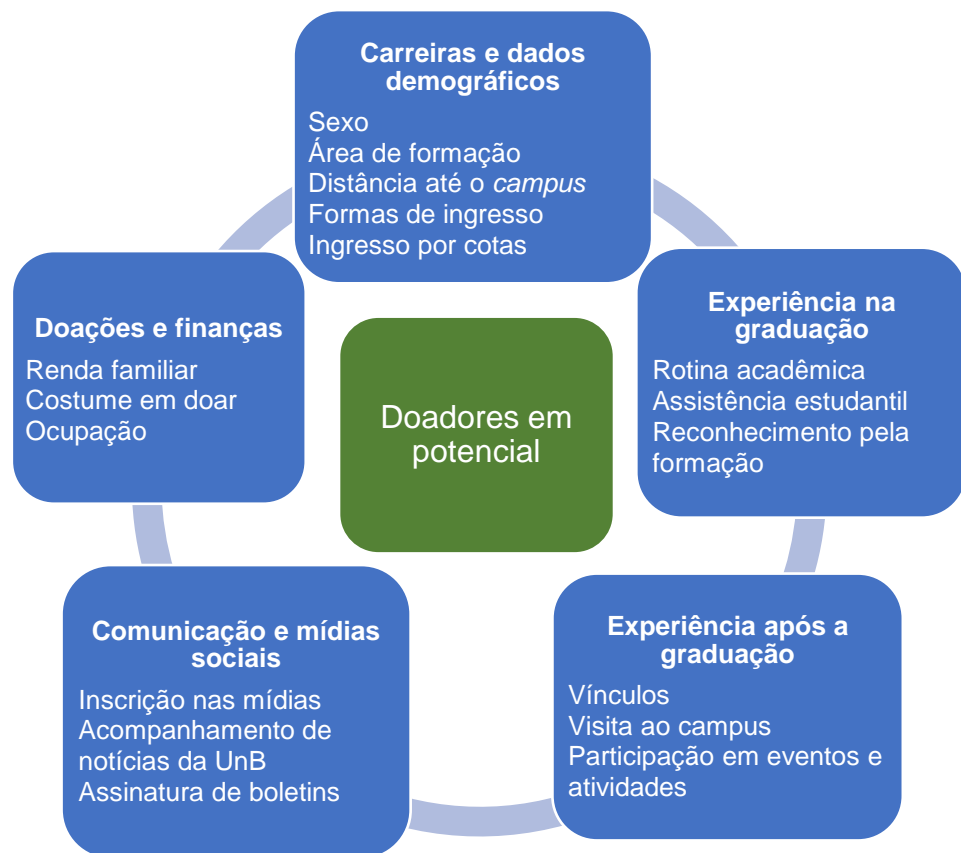 Carreiras e dados
demográficos
Sexo
Área de formação
Distância até o campus
Formas de ingresso
Ingresso por cotas
Experiência na
graduação
Rotina acadêmica
Assistência estudantil
Reconhecimento pela
formação
Experiência após a
graduação
Vínculos
Visita ao campus
Participação em eventos e
atividades
Comunicação e mídias
sociais
Inscrição nas mídias
Acompanhamento de
notícias da UnB
Assinatura de boletins
Doações e finanças
Renda familiar
Costume em doar
Ocupação
Doadores em
potencial